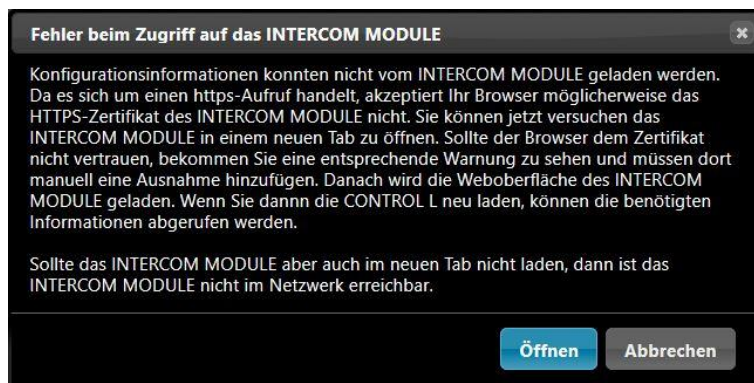 Fehler beim Zugriff auf das INTERCOM MODULE
Konfigurationsinformationen konnten nicht vom INTERCOM MODULE geladen werden.
Da es sich um einen https-Aufruf handelt, akzeptiert Ihr Browser möglicherweise das
HTTPS-Zertifikat des INTERCOM MODULE nicht. Sie können jetzt versuchen das
INTERCOM MODULE in einem neuen Tab zu öffnen. Sollte der Browser dem Zertifikat
nicht vertrauen, bekommen Sie eine entsprechende Warnung zu sehen und müssen dort
manuell eine Ausnahme hinzufügen. Danach wird die Weboberfläche des INTERCOM
MODULE geladen. Wenn Sie dannn die CONTROL L neu laden, können die benötigten
Informationen abgerufen werden.
Sollte das INTERCOM MODULE aber auch im neuen Tab nicht laden, dann ist das
INTERCOM MODULE nicht im Netzwerk erreichbar.
Öffnen Abbrechen